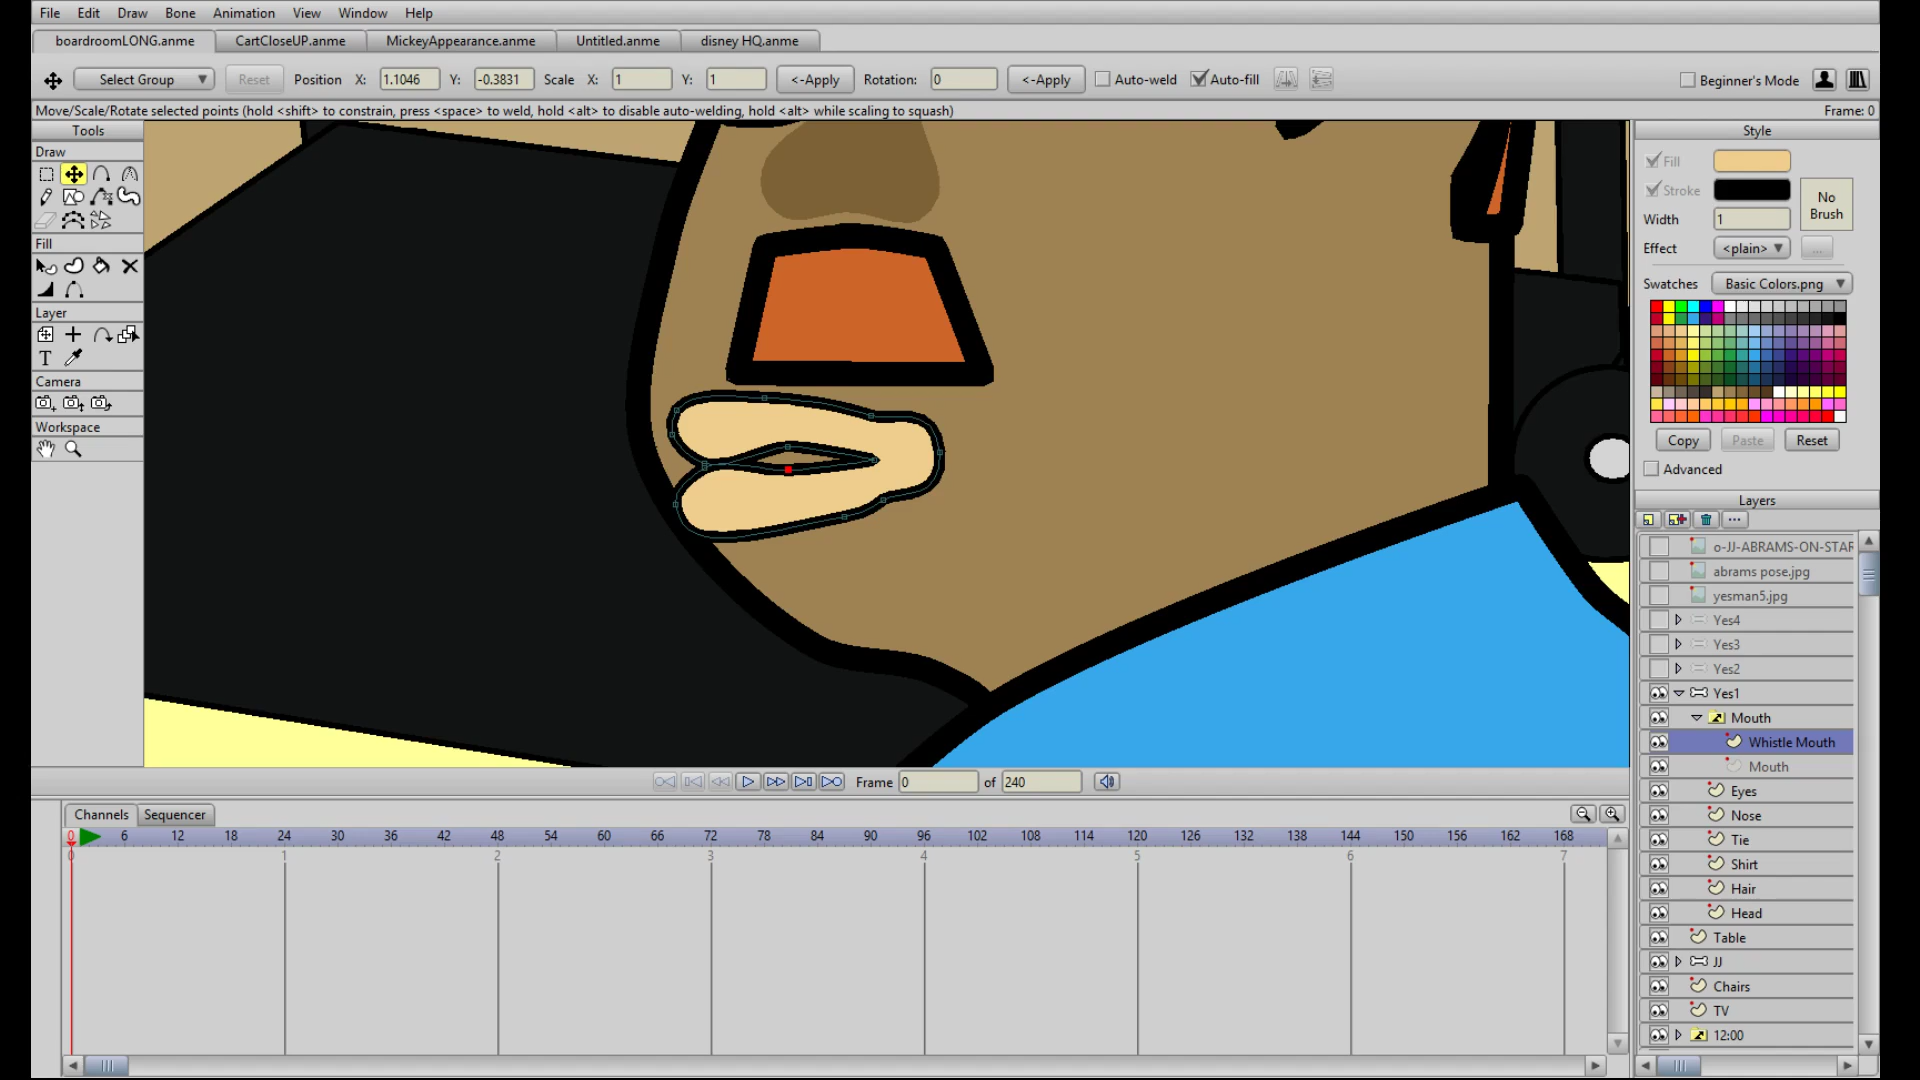 File Edit Draw Bone Animation View Window Help
boardroomLONG.anme CartCloseUP.anme MickeyAppearance.anme Untitled.anme disney HQ.anme
Select Group Reset Position X: 1.1046 Y: -0.3831 Scale X: 1 Y: 1 <-Apply Rotation: 0 <-Apply Auto-weld Auto-fill Beginner's Mode
Move/Scale/Rotate selected points (hold <shift> to constrain, press <space> to weld, hold <alt> to disable auto-welding, hold <alt> while scaling to squash) Frame: 0
Tools
Draw
Fill
Layer
T
Camera
Workspace
Style
Fill
Stroke
No Brush
Width 1
Effect <plain> ...
Swatches Basic Colors.png
Copy Paste Reset
Advanced
Layers
...
o-JJ-ABRAMS-ON-STAR
abrams pose.jpg
yesman5.jpg
Yes4
Yes3
Yes2
Yes1
Mouth
Whistle Mouth
Mouth
Eyes
Nose
Tie
Shirt
Hair
Head
Table
JJ
Chairs
TV
12:00
Frame 0 of 240
Channels Sequencer
0 6 12 18 24 30 36 42 48 54 60 66 72 78 84 90 96 102 108 114 120 126 132 138 144 150 156 162 168
0 1 2 3 4 5 6 7